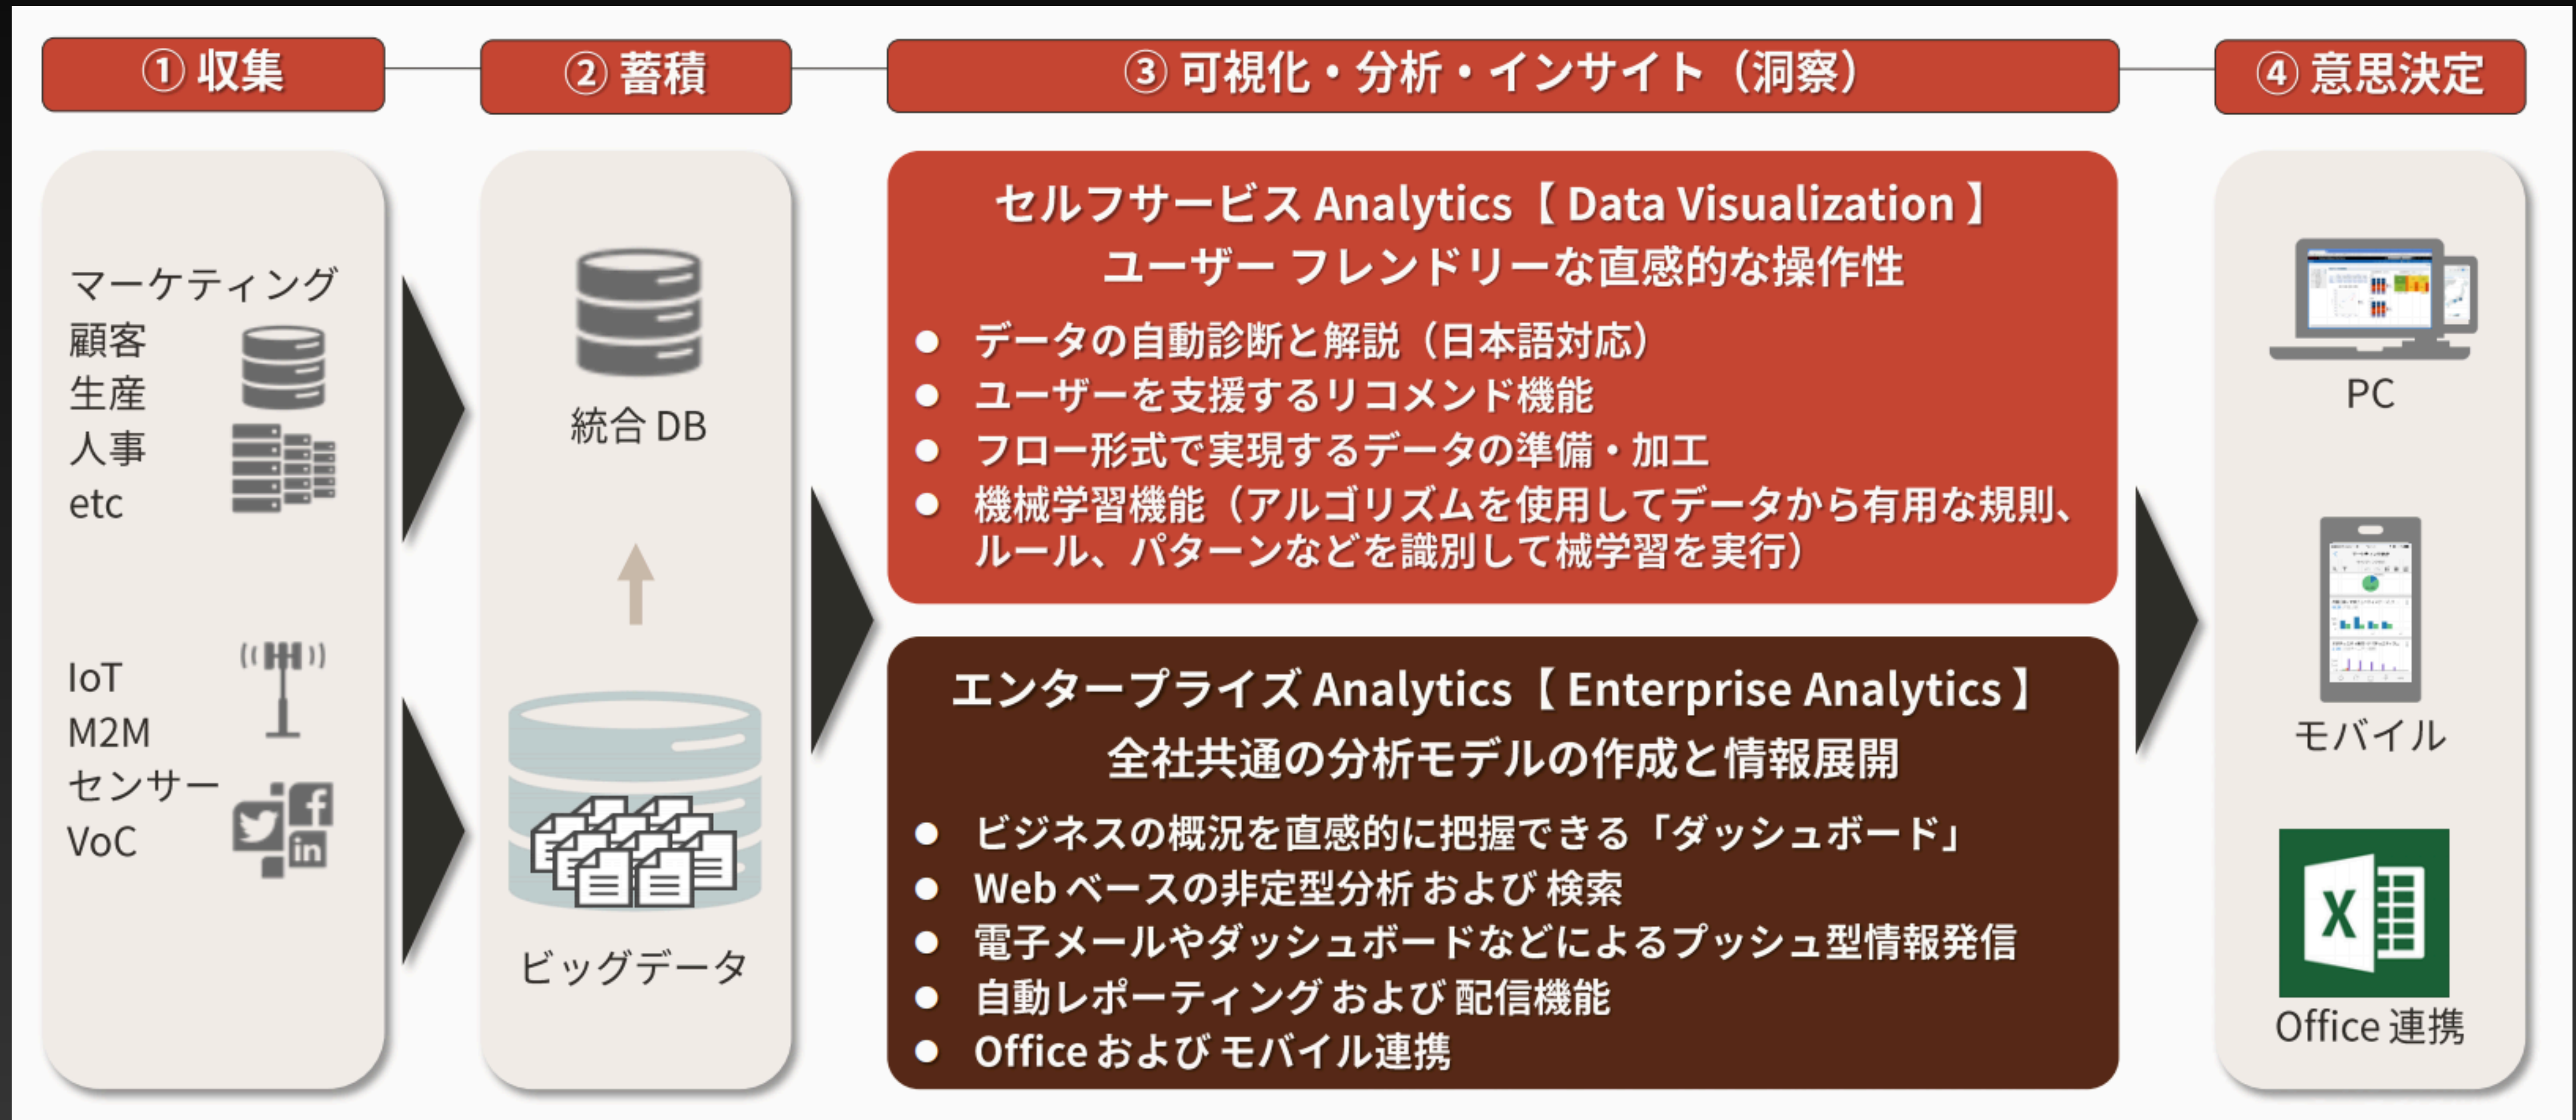 ① 収集
② 蓄積
③ 可視化・分析・インサイト（洞察）
④ 意思決定
マーケティング
顧客
生産
人事
etc
IoT
M2M
センサー
VoC
統合 DB
ビッグデータ
セルフサービス Analytics【 Data Visualization 】
ユーザー フレンドリーな直感的な操作性
● データの自動診断と解説（日本語対応）
● ユーザーを支援するリコメンド機能
● フロー形式で実現するデータの準備・加工
● 機械学習機能（アルゴリズムを使用してデータから有用な規則、
ルール、パターンなどを識別して械学習を実行）
エンタープライズ Analytics【 Enterprise Analytics 】
全社共通の分析モデルの作成と情報展開
● ビジネスの概況を直感的に把握できる「ダッシュボード」
● Web ベースの非定型分析 および 検索
● 電子メールやダッシュボードなどによるプッシュ型情報発信
● 自動レポーティング および 配信機能
● Office および モバイル連携
PC
モバイル
X
Office 連携